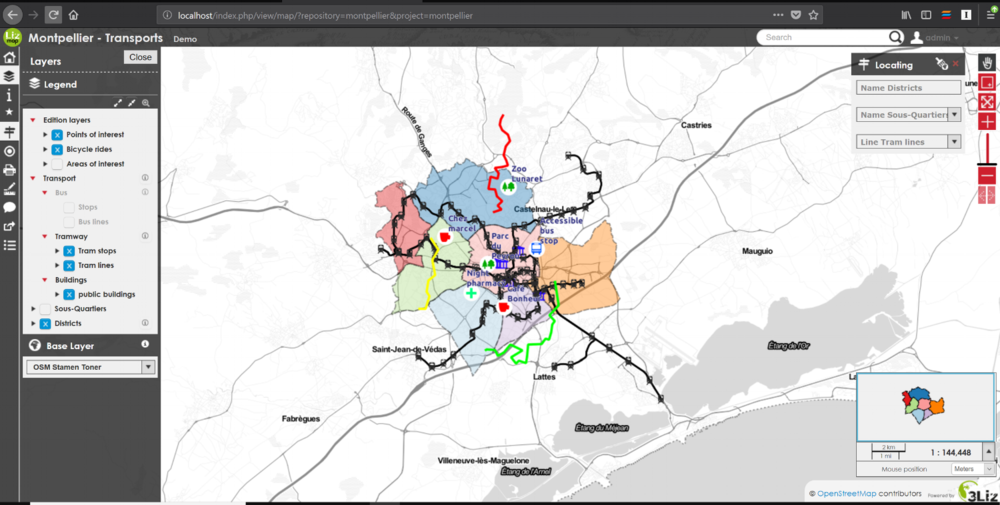 localhost/index.php/view/map/?repository=montpellier&project=montpellier
Liz
map
Montpellier - Transports
Demo
Search
admin
Layers
Close
Legend
Edition layers
Points of interest
Bicycle rides
Areas of interest
Transport
Bus
Stops
Bus lines
Tramway
Tram stops
Tram lines
Buildings
public buildings
Sous-Quartiers
Districts
Base Layer
OSM Stamen Toner
Locating
Name Districts
Name Sous-Quartiers
Line Tram lines
Route de Ganges
Castries
Zoo
Lunaret
Castelnau-le-Lez
Chez
marcel
Accessible
bus
stop
Parc
du
Mauguio
Night
pharmacy
Café
Bonheur
Saint-Jean-de-Védas
Lattes
Étang de l'Or
Fabrègues
Étang du Méjean
Villeneuve-lès-Maguelone
Étang de l'Arnel
2 km
1 mi
1 : 144,448
Mouse position
Meters
© OpenStreetMap contributors
Powered by
3Liz